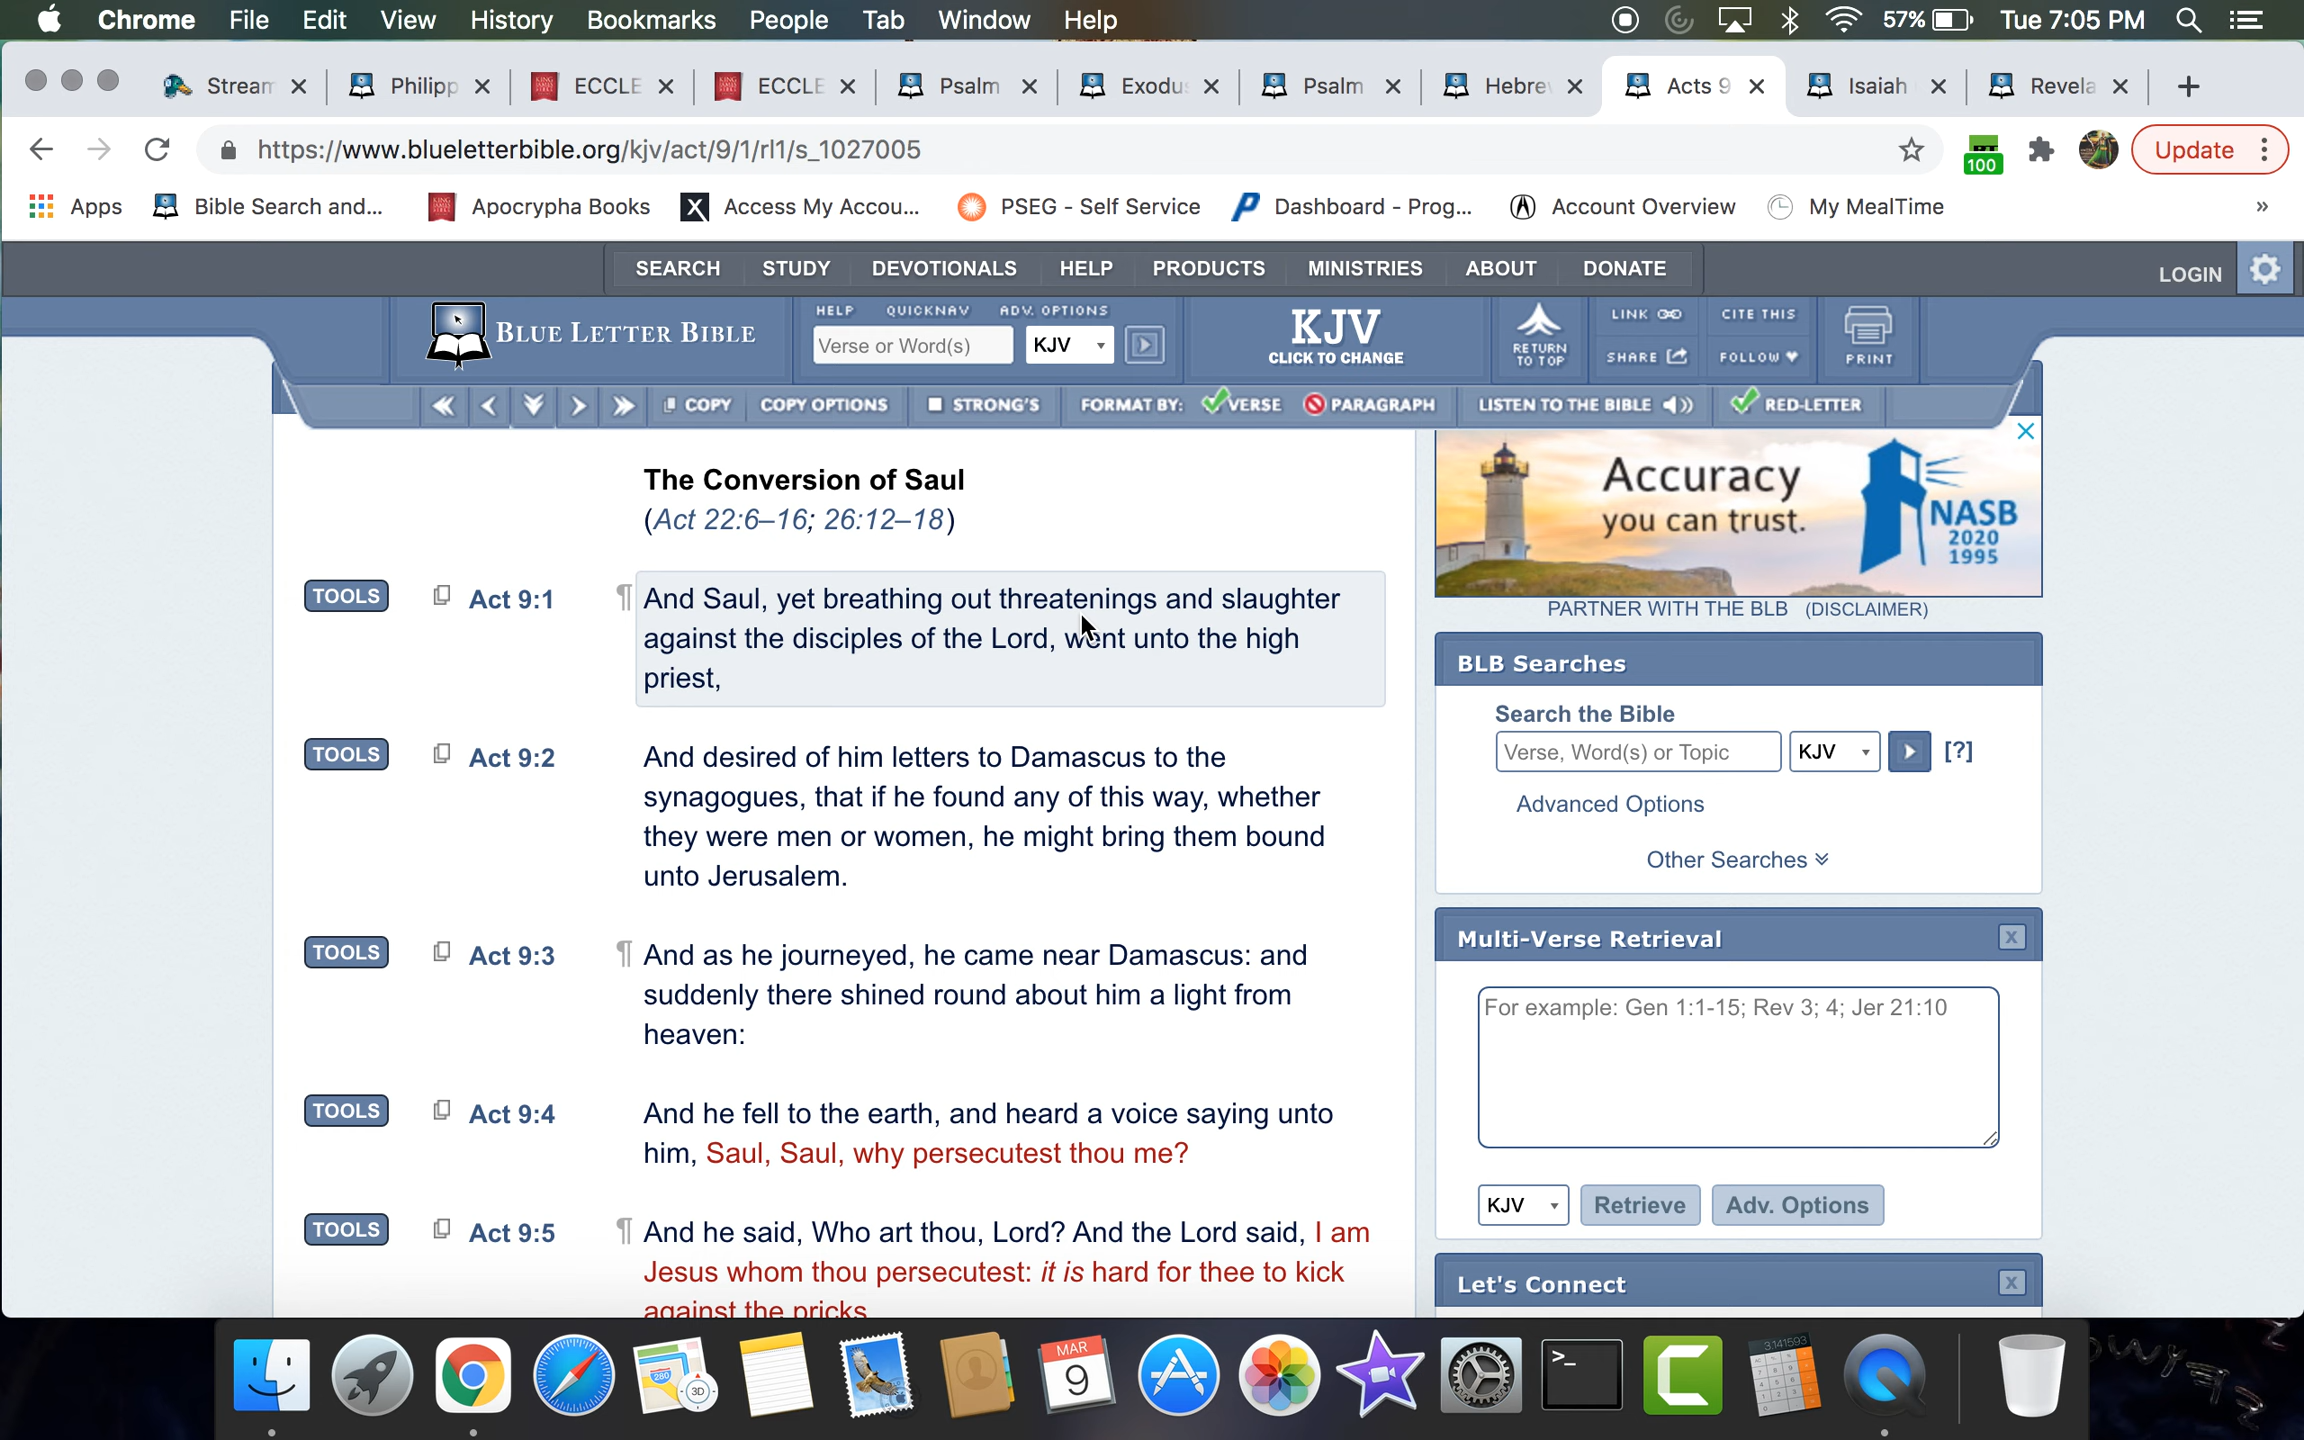 Chrome File Edit View History Bookmarks People Tab Window Help 57% Tue 7:05 PM
Stream Philipp ECCLE ECCLE Psalm Exodu Psalm Hebre Acts 9 Isaiah Revela
https://www.blueletterbible.org/kjv/act/9/1/rl1/s_1027005 100 Update
Apps Bible Search and... Apocrypha Books Access My Accou... PSEG - Self Service Dashboard - Prog... Account Overview My MealTime »
SEARCH STUDY DEVOTIONALS HELP PRODUCTS MINISTRIES ABOUT DONATE LOGIN
HELP QUICKNAV ADV. OPTIONS
BLUE LETTER BIBLE
Verse or Word(s) KJV
KJV
CLICK TO CHANGE
RETURN
TO TOP
LINK CITE THIS
SHARE FOLLOW
PRINT
COPY COPY OPTIONS STRONG'S FORMAT BY: VERSE PARAGRAPH LISTEN TO THE BIBLE RED-LETTER
The Conversion of Saul
(Act 22:6–16; 26:12–18)
TOOLS Act 9:1 ¶ And Saul, yet breathing out threatenings and slaughter
against the disciples of the Lord, went unto the high
priest,
TOOLS Act 9:2 And desired of him letters to Damascus to the
synagogues, that if he found any of this way, whether
they were men or women, he might bring them bound
unto Jerusalem.
TOOLS Act 9:3 ¶ And as he journeyed, he came near Damascus: and
suddenly there shined round about him a light from
heaven:
TOOLS Act 9:4 And he fell to the earth, and heard a voice saying unto
him, Saul, Saul, why persecutest thou me?
TOOLS Act 9:5 ¶ And he said, Who art thou, Lord? And the Lord said, I am
Jesus whom thou persecutest: it is hard for thee to kick
against the pricks
Accuracy
you can trust.
NASB
2020
1995
PARTNER WITH THE BLB (DISCLAIMER)
BLB Searches
Search the Bible
Verse, Word(s) or Topic KJV [?]
Advanced Options
Other Searches
Multi-Verse Retrieval
For example: Gen 1:1-15; Rev 3; 4; Jer 21:10
KJV Retrieve Adv. Options
Let's Connect
280
3D
MAR
9
>_
3.141593